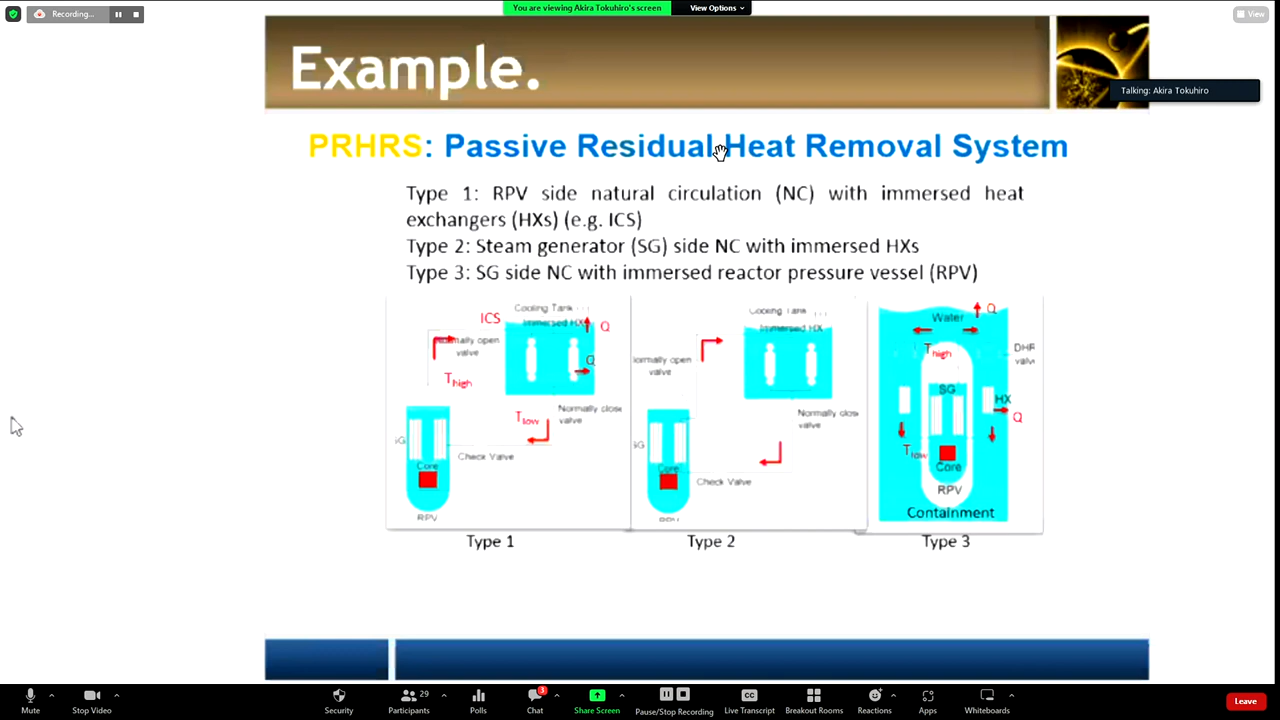 Recording...
You are viewing Akira Tokuhiro's screen
View Options
View
Example.
Talking: Akira Tokuhiro
PRHRS: Passive Residual Heat Removal System
Type 1: RPV side natural circulation (NC) with immersed heat
exchangers (HXs) (e.g. ICS)
Type 2: Steam generator (SG) side NC with immersed HXs
Type 3: SG side NC with immersed reactor pressure vessel (RPV)
ICS
Cooling Tank
Immersed HX
Q
Q
Normally open
valve
Thigh
Tlow
Normally close
valve
Check Valve
Core
RPV
Type 1
Cooling Tank
Immersed HX
Normally open
valve
Normally close
valve
SG
Core
Check Valve
RPV
Type 2
Q
Water
Thigh
DHR
valve
SG
HX
Q
Tlow
Core
RPV
Containment
Type 3
Mute
Stop Video
Security
Participants
29
Polls
Chat
3
Share Screen
Pause/Stop Recording
CC
Live Transcript
Breakout Rooms
Reactions
Apps
Whiteboards
Leave